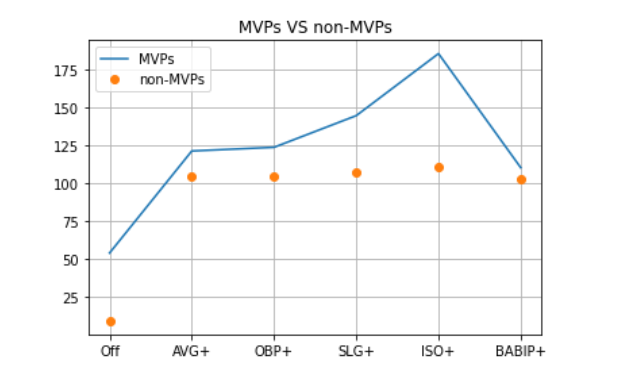 MVPs VS non-MVPs
MVPs
non-MVPs
175
150
125
100
75
50
25
Off AVG+ OBP+ SLG+ ISO+ BABIP+